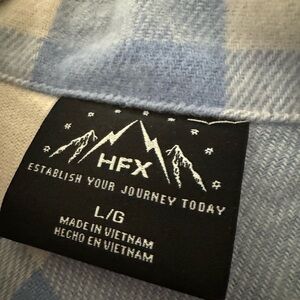 HFX
ESTABLISH YOUR JOURNEY TODAY
L/G
MADE IN VIETNAM
HECHO EN VIETNAM